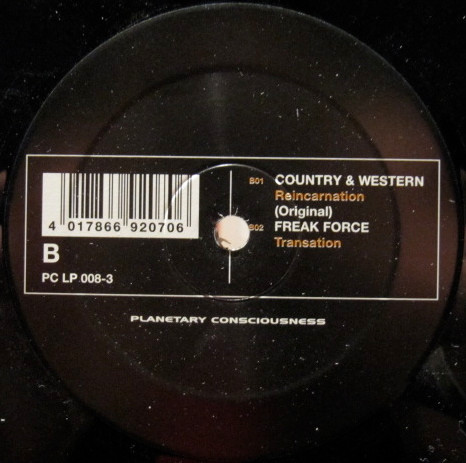 B01 COUNTRY & WESTERN
Reincarnation
(Original)
B02 FREAK FORCE
Transation
4 017866 920706
B
PC LP 008-3
PLANETARY CONSCIOUSNESS